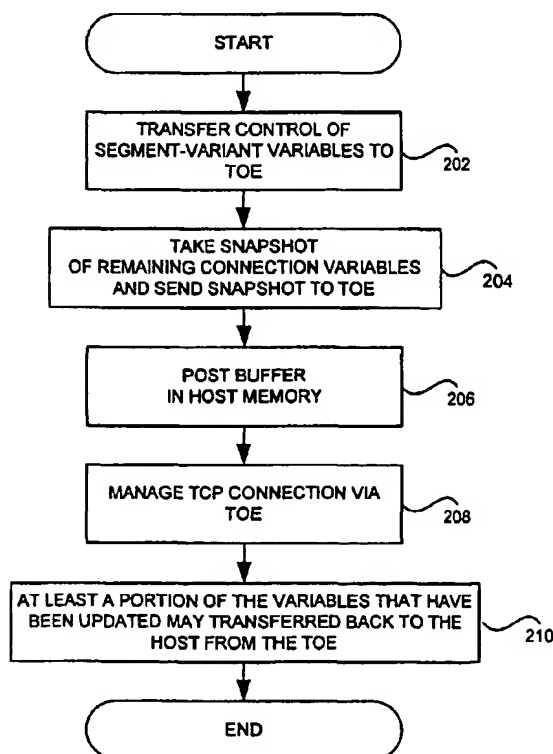 START
TRANSFER CONTROL OF
SEGMENT-VARIANT VARIABLES TO
TOE
202
TAKE SNAPSHOT
OF REMAINING CONNECTION VARIABLES
AND SEND SNAPSHOT TO TOE
204
POST BUFFER
IN HOST MEMORY
206
MANAGE TCP CONNECTION VIA
TOE
208
AT LEAST A PORTION OF THE VARIABLES THAT HAVE
BEEN UPDATED MAY TRANSFERRED BACK TO THE
HOST FROM THE TOE
210
END